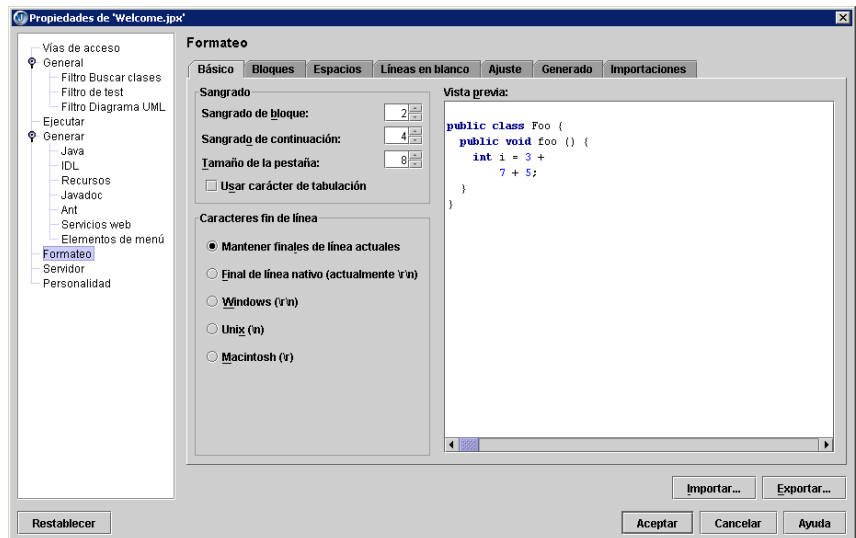 Propiedades de 'Welcome.jpx'
Vías de acceso
General
Filtro Buscar clases
Filtro de test
Filtro Diagrama UML
Ejecutar
Generar
Java
IDL
Recursos
Javadoc
Ant
Servicios web
Elementos de menú
Formateo
Servidor
Personalidad
Formateo
Básico Bloques Espacios Líneas en blanco Ajuste Generado Importaciones
Sangrado
Sangrado de bloque: 2
Sangrado de continuación: 4
Tamaño de la pestaña: 8
Usar carácter de tabulación
Caracteres fin de línea
Mantener finales de línea actuales
Final de línea nativo (actualmente \r\n)
Windows (\r\n)
Unix (\n)
Macintosh (\r)
Vista previa:
public class Foo {
public void foo () {
int i = 3 +
7 + 5;
}
}
Importar... Exportar...
Restablecer Aceptar Cancelar Ayuda